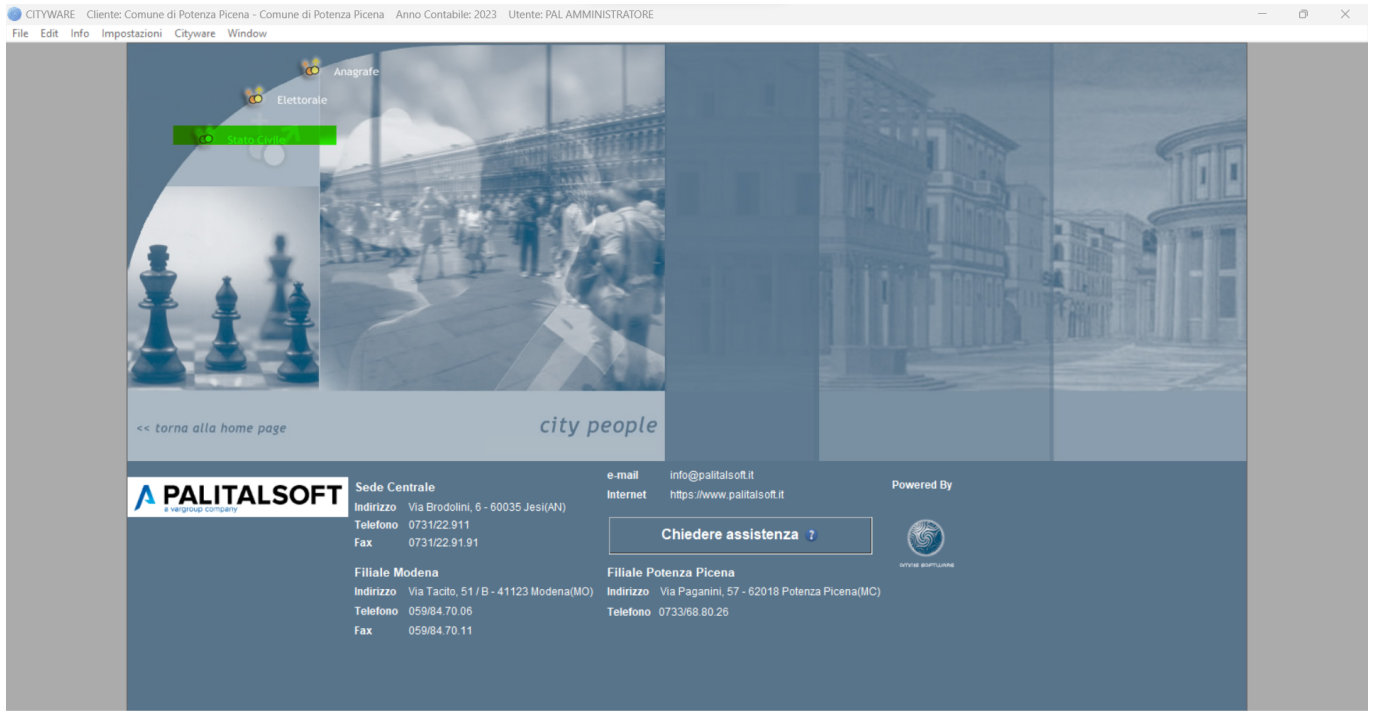 CITYWARE Cliente: Comune di Potenza Picena - Comune di Potenza Picena Anno Contabile: 2023 Utente: PAL AMMINISTRATORE
File Edit Info Impostazioni Cityware Window
Anagrafe
Elettorale
Stato Civile
<< torna alla home page
city people
PALITALSOFT
a vargroup company
Sede Centrale
Indirizzo Via Brodolini, 6 - 60035 Jesi(AN)
Telefono 0731/22.911
Fax 0731/22.91.91
e-mail info@palitalsoft.it
Internet https://www.palitalsoft.it
Chiedere assistenza ?
Powered By
OMNIS SOFTWARE
Filiale Modena
Indirizzo Via Tacito, 51 / B - 41123 Modena(MO)
Telefono 059/84.70.06
Fax 059/84.70.11
Filiale Potenza Picena
Indirizzo Via Paganini, 57 - 62018 Potenza Picena(MC)
Telefono 0733/68.80.26